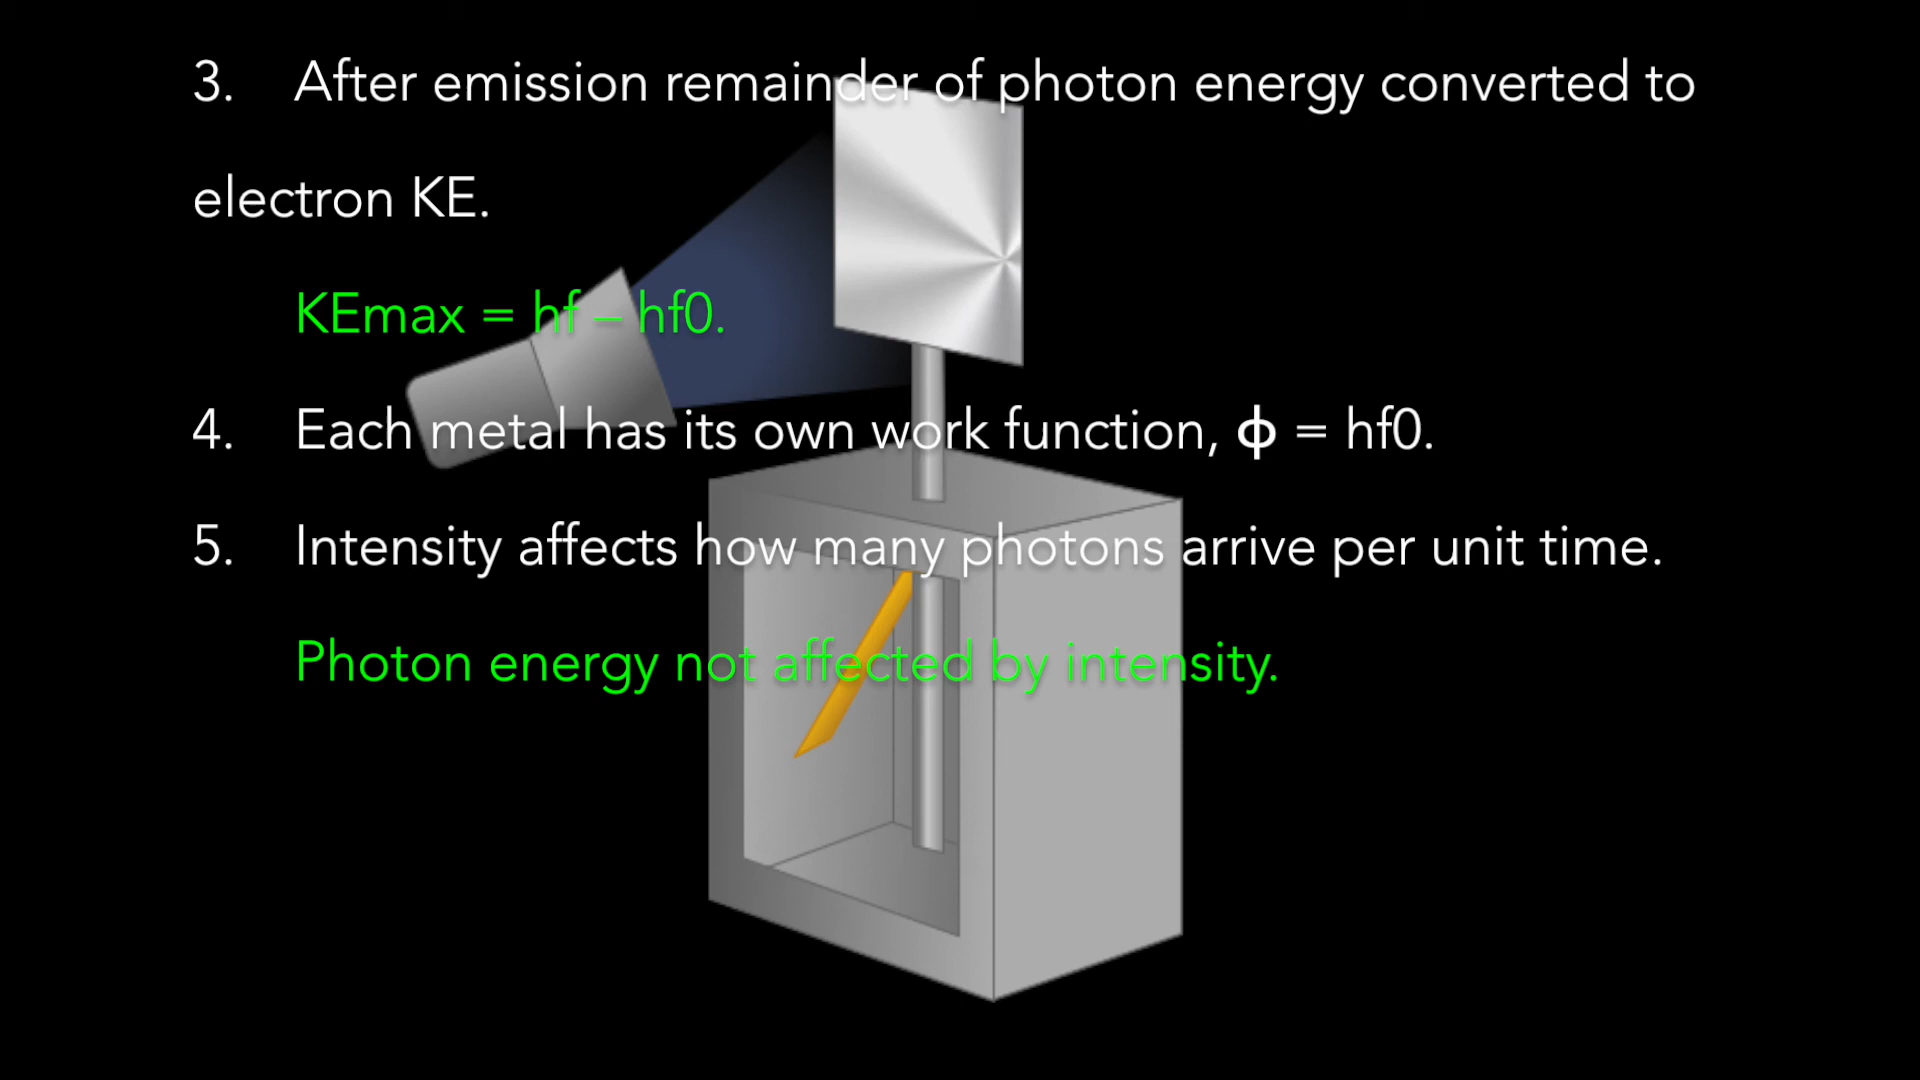 3. After emission remainder of photon energy converted to
electron KE.
KEmax = hf – hf0.
4. Each metal has its own work function, ϕ = hf0.
5. Intensity affects how many photons arrive per unit time.
Photon energy not affected by intensity.